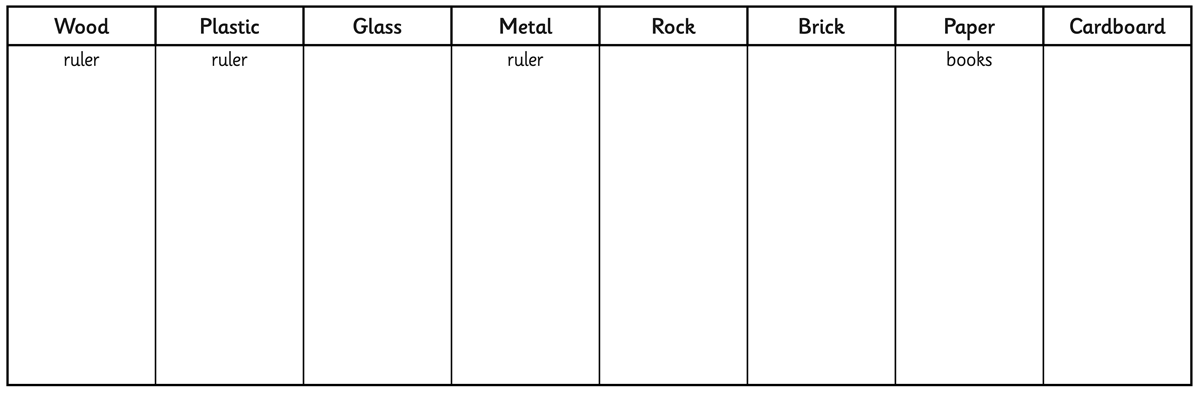 Wood Plastic Glass Metal Rock Brick Paper Cardboard
ruler ruler ruler books